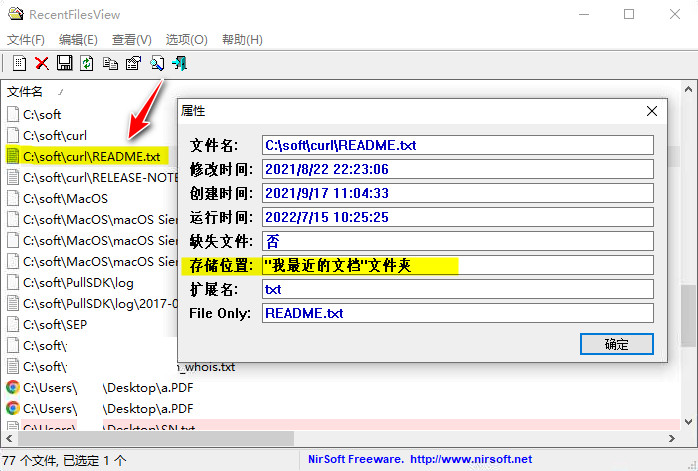 RecentFilesView
文件(F) 编辑(E) 查看(V) 选项(O) 帮助(H)
文件名
C:\soft
C:\soft\curl
C:\soft\curl\README.txt
C:\soft\curl\RELEASE-NOTE
C:\soft\MacOS
C:\soft\MacOS\macOS Sier
C:\soft\MacOS\macOS Sier
C:\soft\MacOS\macOS Sier
C:\soft\PullSDK\log
C:\soft\PullSDK\log\2017-0
C:\soft\SEP
C:\soft\
C:\soft\ _whois.txt
C:\Users\ \Desktop\a.PDF
C:\Users\ \Desktop\a.PDF
C:\Users\ \Desktop\SN.txt
属性
文件名: C:\soft\curl\README.txt
修改时间: 2021/8/22 22:23:06
创建时间: 2021/9/17 11:04:33
运行时间: 2022/7/15 10:25:25
缺失文件: 否
存储位置: "我最近的文档"文件夹
扩展名: txt
File Only: README.txt
确定
77 个文件, 已选定 1 个
NirSoft Freeware. http://www.nirsoft.net